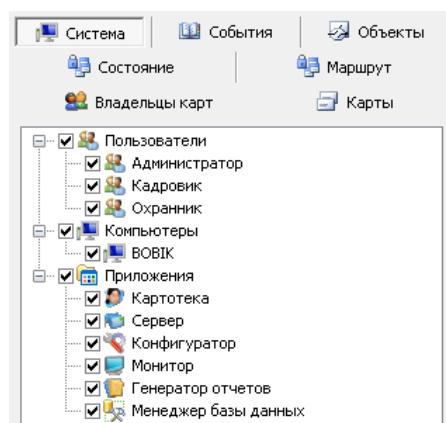 Система События Объекты
Состояние Маршрут
Владельцы карт Карты
Пользователи
Администратор
Кадровик
Охранник
Компьютеры
BOBIK
Приложения
Картотека
Сервер
Конфигуратор
Монитор
Генератор отчетов
Менеджер базы данных